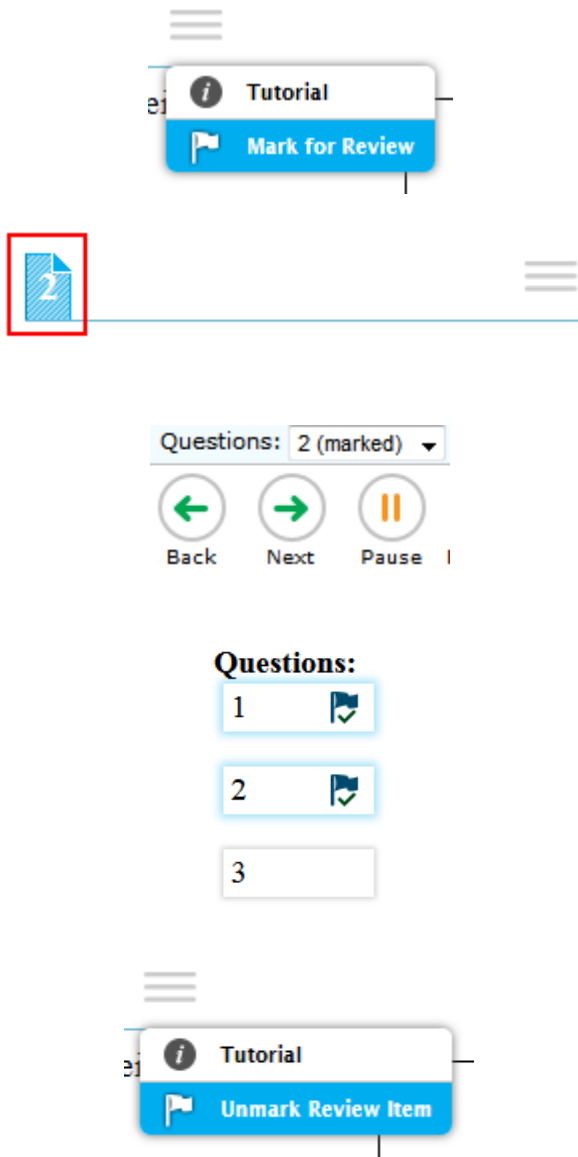 Tutorial
Mark for Review
2
Questions: 2 (marked)
Back Next Pause
Questions:
1
2
3
Tutorial
Unmark Review Item